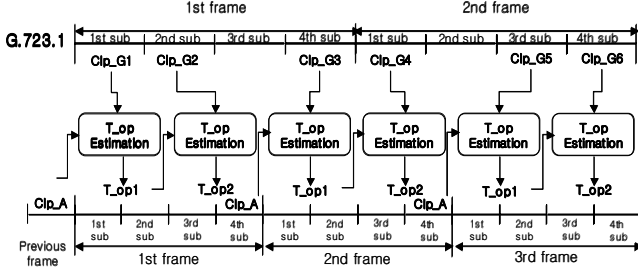 1st frame 2nd frame
G.723.1 1st sub 2nd sub 3rd sub 4th sub 1st sub 2nd sub 3rd sub 4th sub
Clp_G1 Clp_G2 Clp_G3 Clp_G4 Clp_G5 Clp_G6
T_op T_op T_op T_op T_op T_op
Estimation Estimation Estimation Estimation Estimation Estimation
T_op1 T_op2 T_op1 T_op2 T_op1 T_op2
Clp_A Clp_A Clp_A
1st 2nd 3rd 4th 1st 2nd 3rd 4th 1st 2nd 3rd 4th
sub sub sub sub sub sub sub sub sub sub sub sub
Previous
frame 1st frame 2nd frame 3rd frame